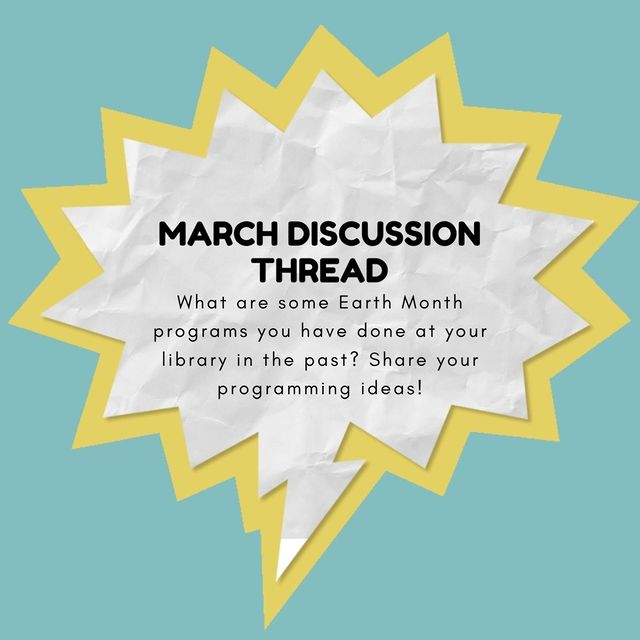 MARCH DISCUSSION
THREAD
What are some Earth Month
programs you have done at your
library in the past? Share your
programming ideas!